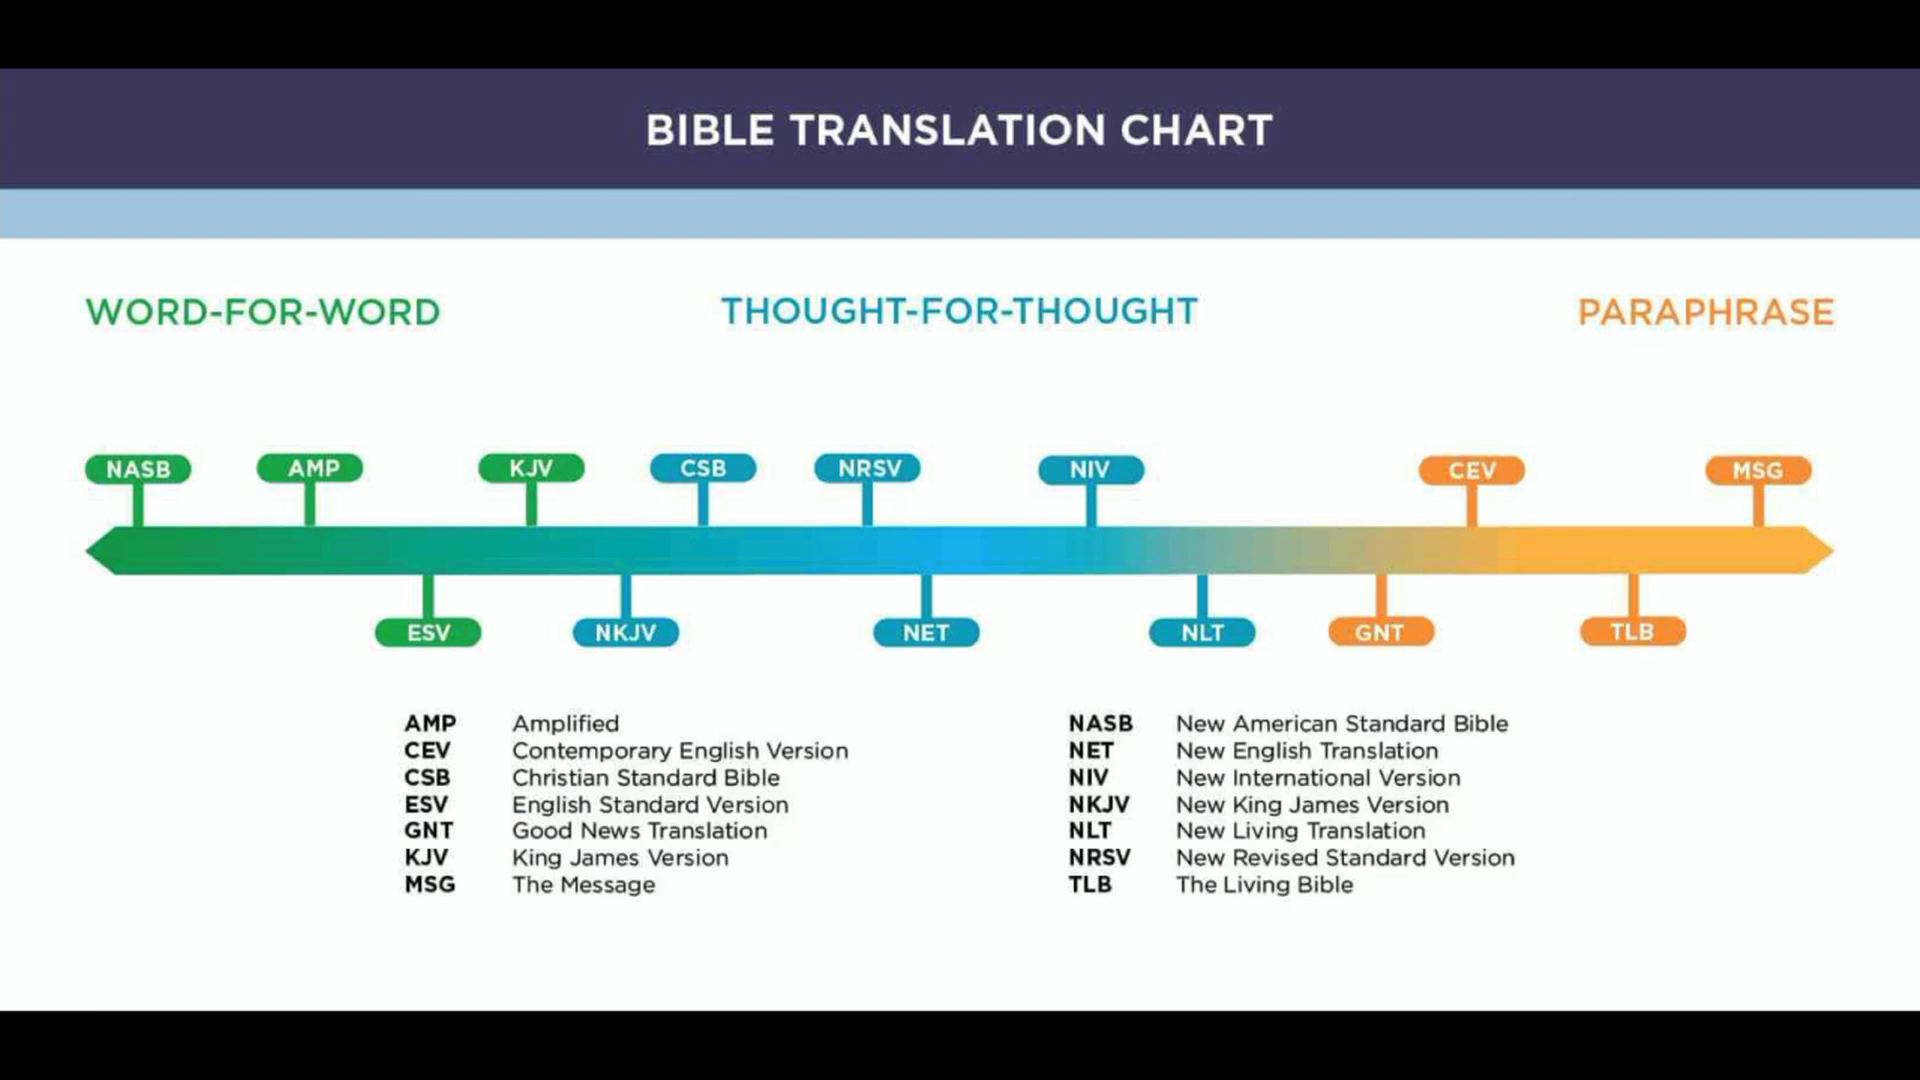 BIBLE TRANSLATION CHART
WORD-FOR-WORD
THOUGHT-FOR-THOUGHT
PARAPHRASE
NASB
AMP
KJV
CSB
NRSV
NIV
CEV
MSG
ESV
NKJV
NET
NLT
GNT
TLB
AMP Amplified
CEV Contemporary English Version
CSB Christian Standard Bible
ESV English Standard Version
GNT Good News Translation
KJV King James Version
MSG The Message
NASB New American Standard Bible
NET New English Translation
NIV New International Version
NKJV New King James Version
NLT New Living Translation
NRSV New Revised Standard Version
TLB The Living Bible